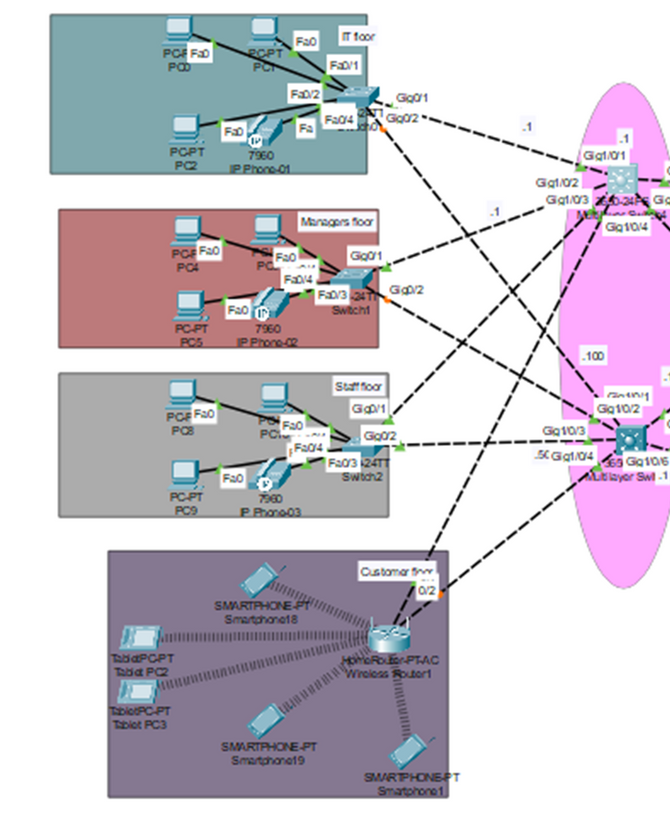 IT floor
Fa0
Fa0
Fa0/1
PC0
Fa0/2
Gig0/1
Fa0/4
Gig0/2
Fa0
Fa
PC-PT
PC2
7960
IP Phone-01
.1
.1
Gig1/0/1
Gig1/0/2
Gig1/0/3
Gig1/0/4
Managers floor
Fa0
Fa0
Gig0/1
PC4
Fa0/4
Fa0/3
Gig0/2
Fa0
Switch1
PC-PT
PC5
7960
IP Phone-02
.1
.100
Staff floor
Gig0/1
Fa0
Fa0
Gig0/2
PC8
Fa0/4
Fa0/3
Fa0
Switch2
PC-PT
PC9
7960
IP Phone-03
Gig1/0/2
Gig1/0/3
Gig1/0/4
Gig1/0/6
.1
Customer floor
0/2
SMARTPHONE-PT
Smartphone18
TabletPC-PT
Tablet PC2
HomeRouter-PT-AC
Wireless Router1
TabletPC-PT
Tablet PC3
SMARTPHONE-PT
Smartphone19
SMARTPHONE-PT
Smartphone1